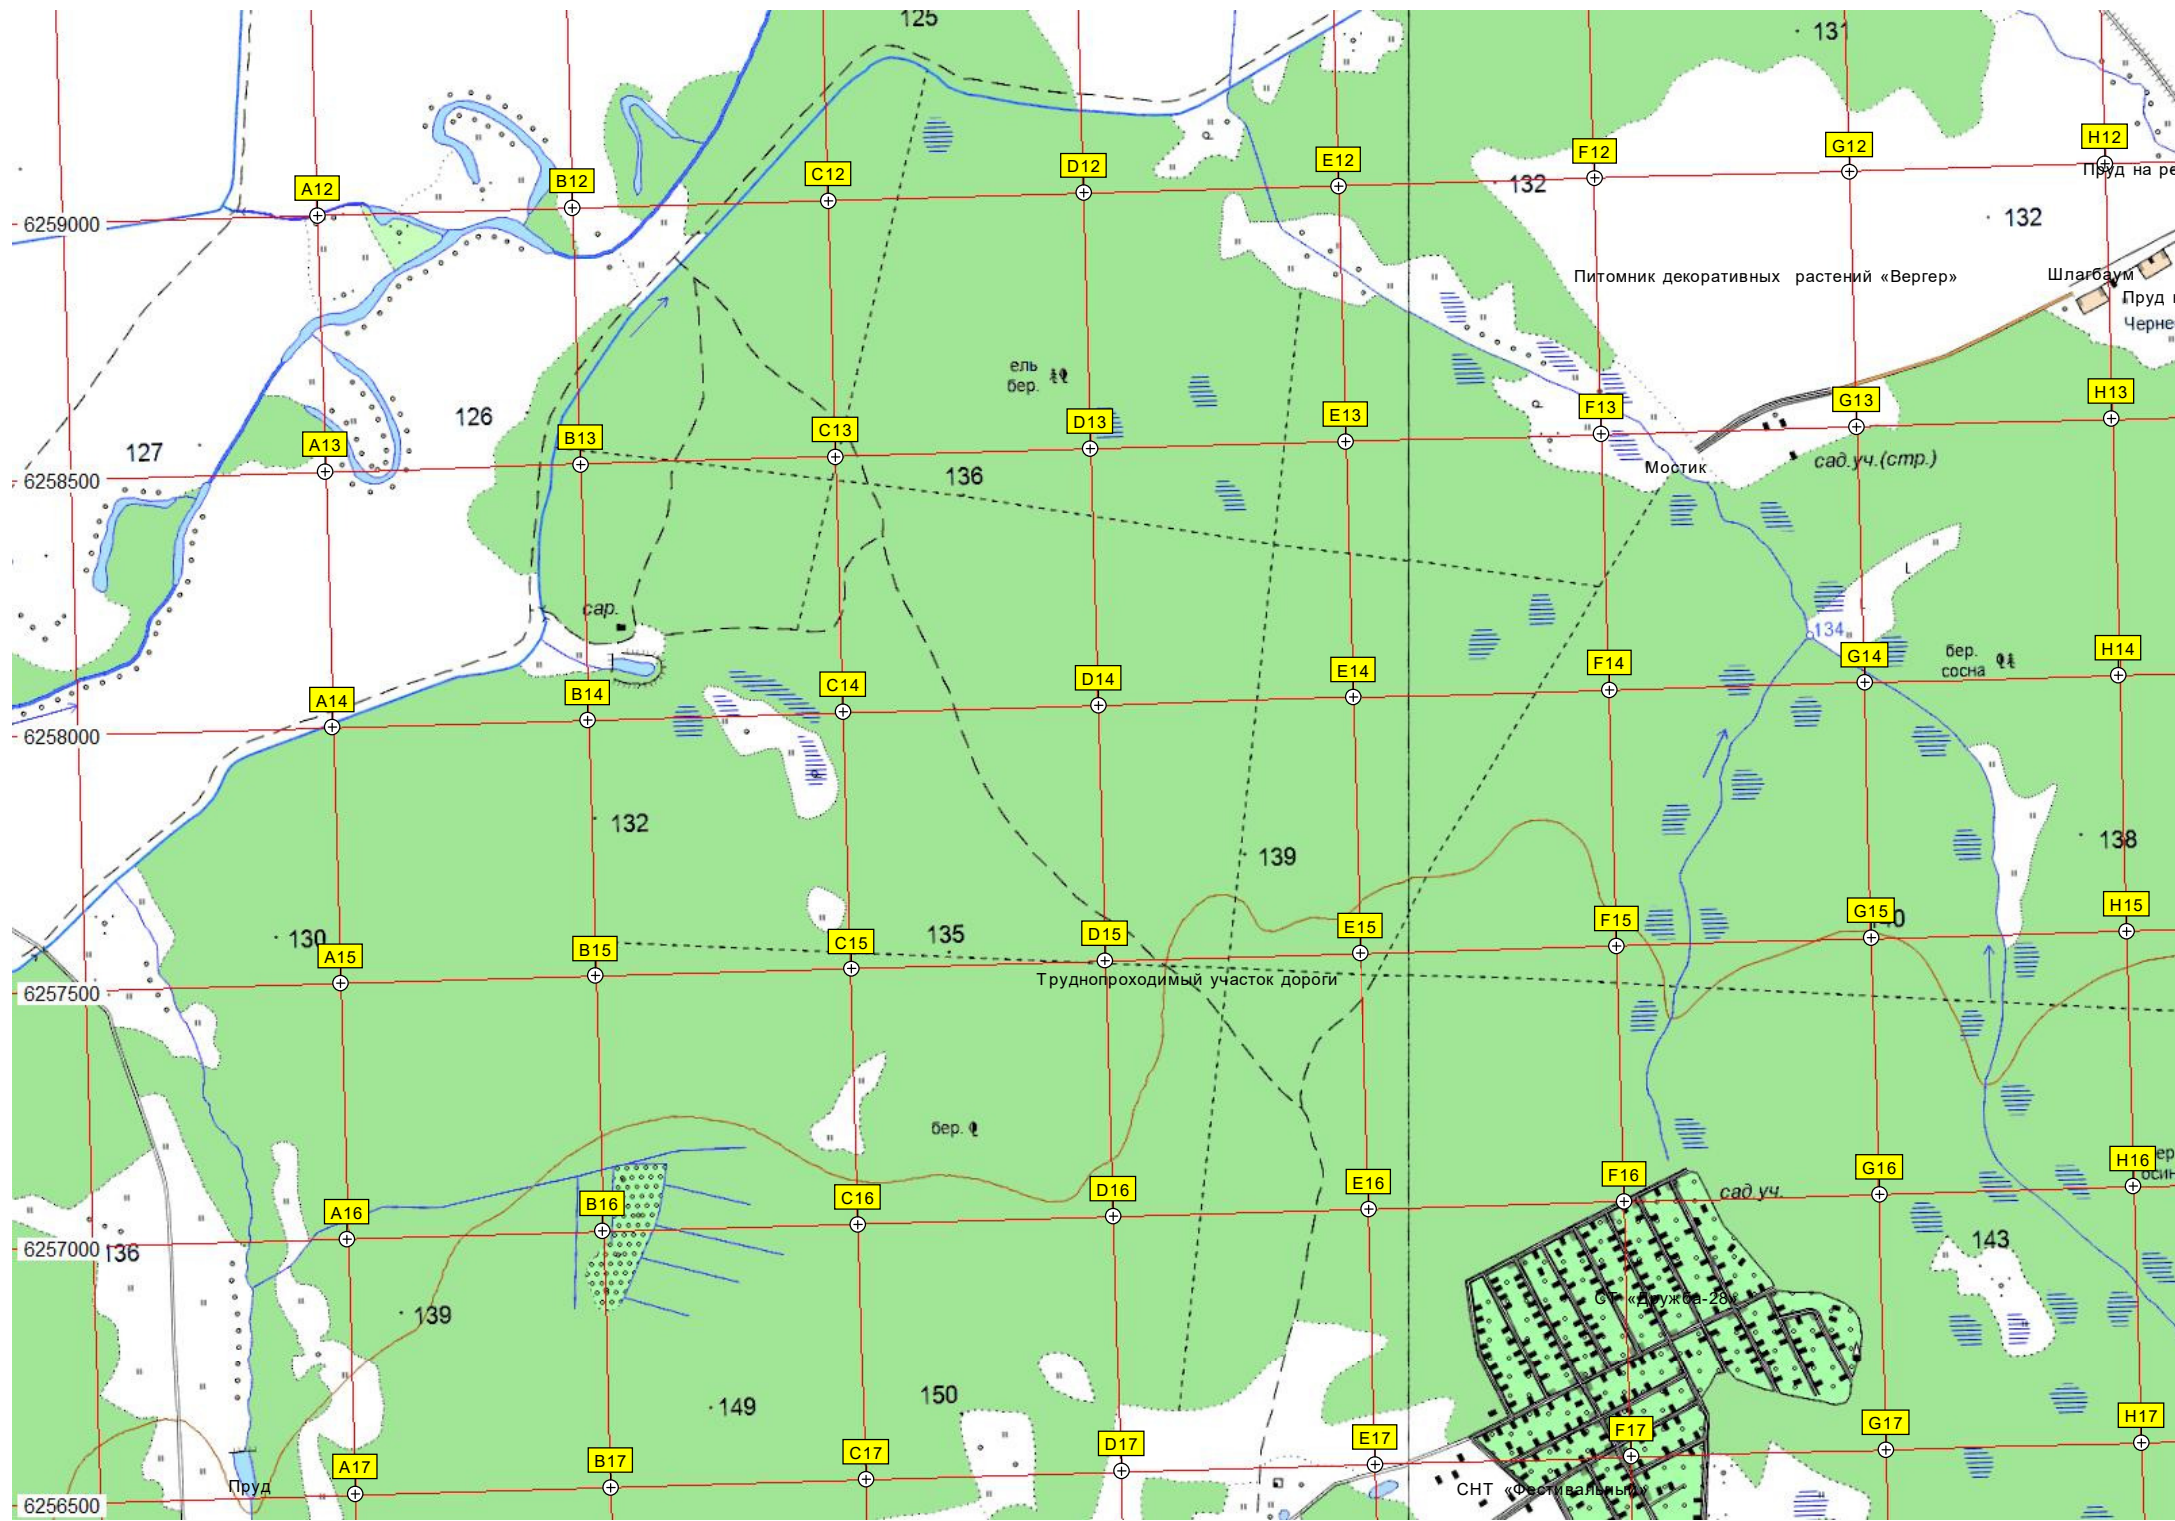 125
131
H12
G12
F12
E12
D12
C12
B12
A12
Пруд на ре
132
132
6259000
Питомник декоративных растений «Вергер»
Шлагбаум
Пруд
Черне
ель
бер.
126
127
H13
G13
F13
E13
D13
C13
B13
A13
сад.уч.(стр.)
Мостик
136
6258500
сар.
134
бер.
сосна
H14
G14
F14
E14
D14
C14
B14
A14
6258000
132
139
138
H15
G15
F15
E15
D15
C15
B15
A15
135
130
Труднопроходимый участок дороги
6257500
бер.
H16
G16
F16
E16
D16
C16
B16
A16
сад.уч.
143
6257000
136
СТ «Дружба-28»
139
150
149
H17
G17
F17
E17
D17
C17
B17
A17
Пруд
СНТ «Фестивальный»
6256500